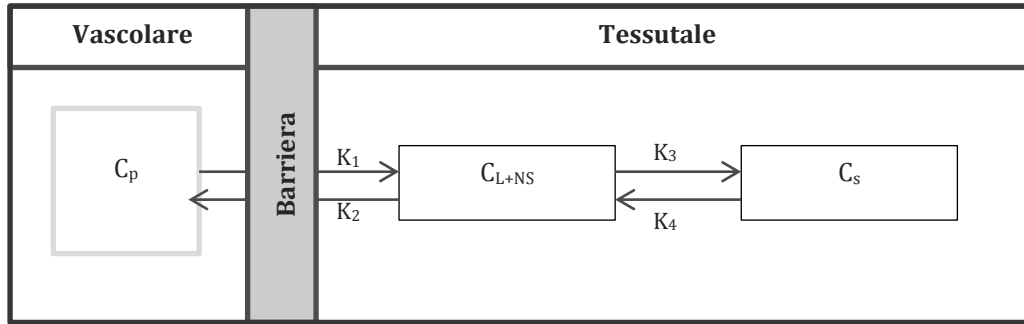 Vascolare
Tessutale
Barriera
Cp
K1
K2
CL+NS
K3
K4
Cs